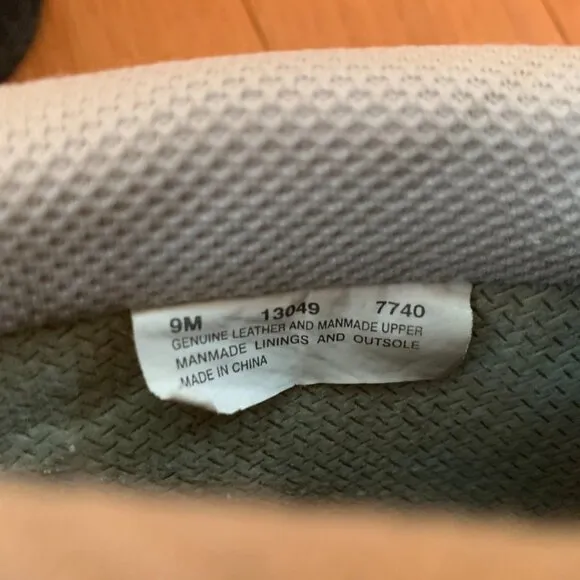 9M 13049 7740
GENUINE LEATHER AND MANMADE UPPER
MANMADE LININGS AND OUTSOLE
MADE IN CHINA